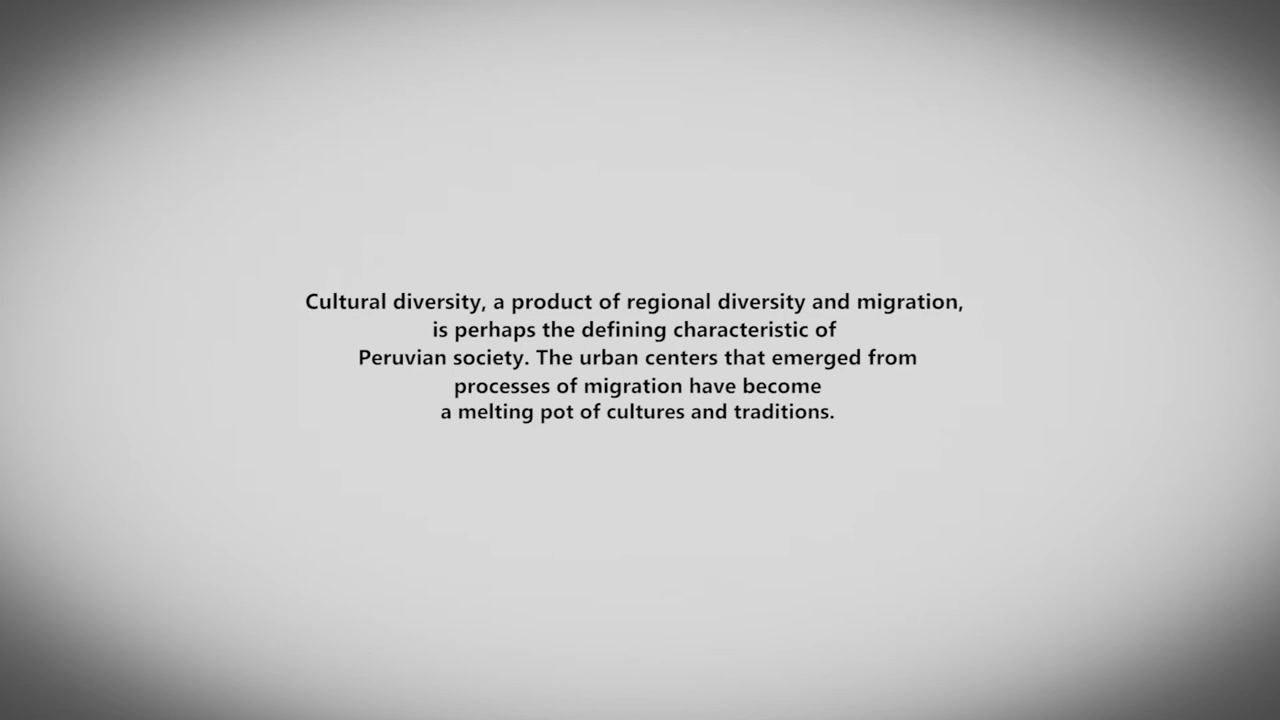 Cultural diversity, a product of regional diversity and migration,
is perhaps the defining characteristic of
Peruvian society. The urban centers that emerged from
processes of migration have become
a melting pot of cultures and traditions.